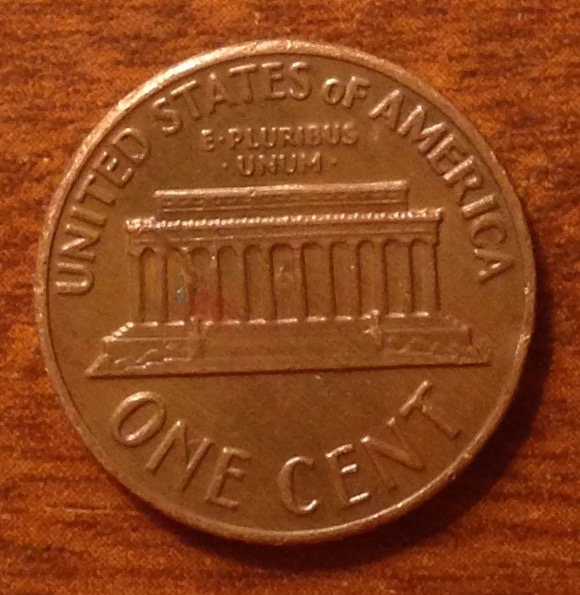 UNITED STATES OF AMERICA
E·PLURIBUS
·UNUM·
ONE CENT